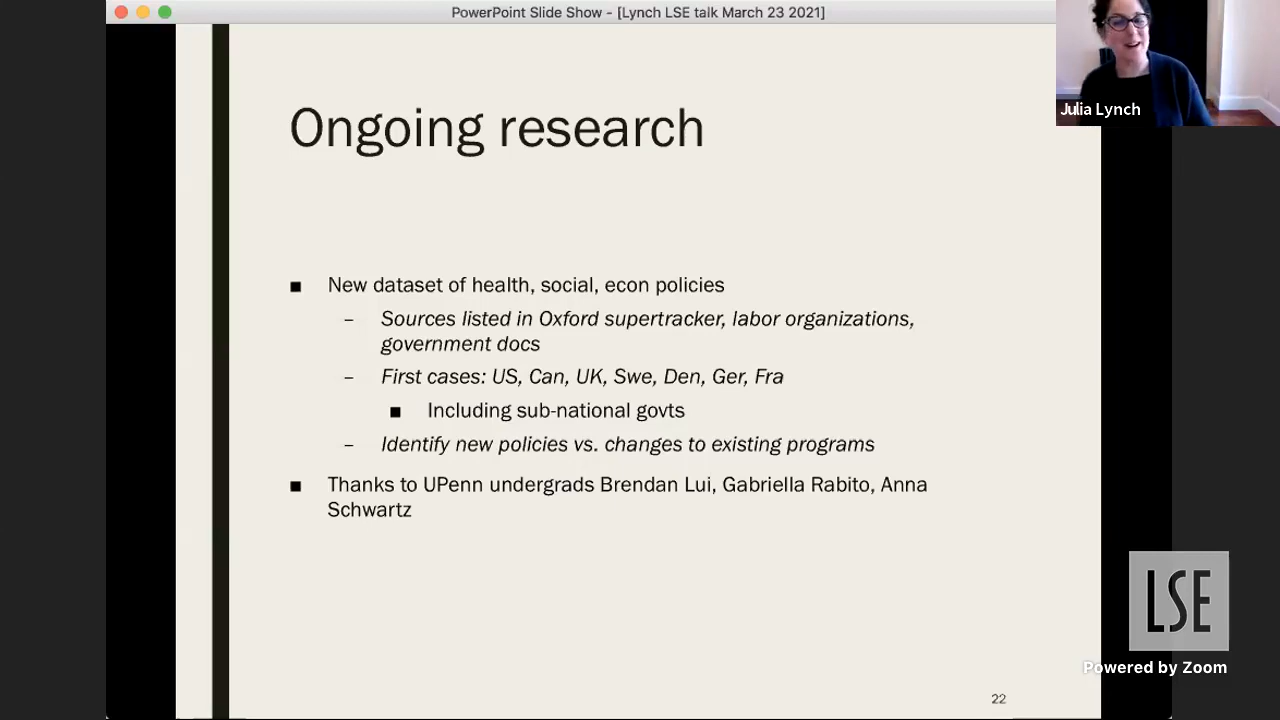 PowerPoint Slide Show - [Lynch LSE talk March 23 2021]
Julia Lynch
Ongoing research
New dataset of health, social, econ policies
– Sources listed in Oxford supertracker, labor organizations,
government docs
– First cases: US, Can, UK, Swe, Den, Ger, Fra
Including sub-national govts
– Identify new policies vs. changes to existing programs
Thanks to UPenn undergrads Brendan Lui, Gabriella Rabito, Anna
Schwartz
LSE
Powered by Zoom
22